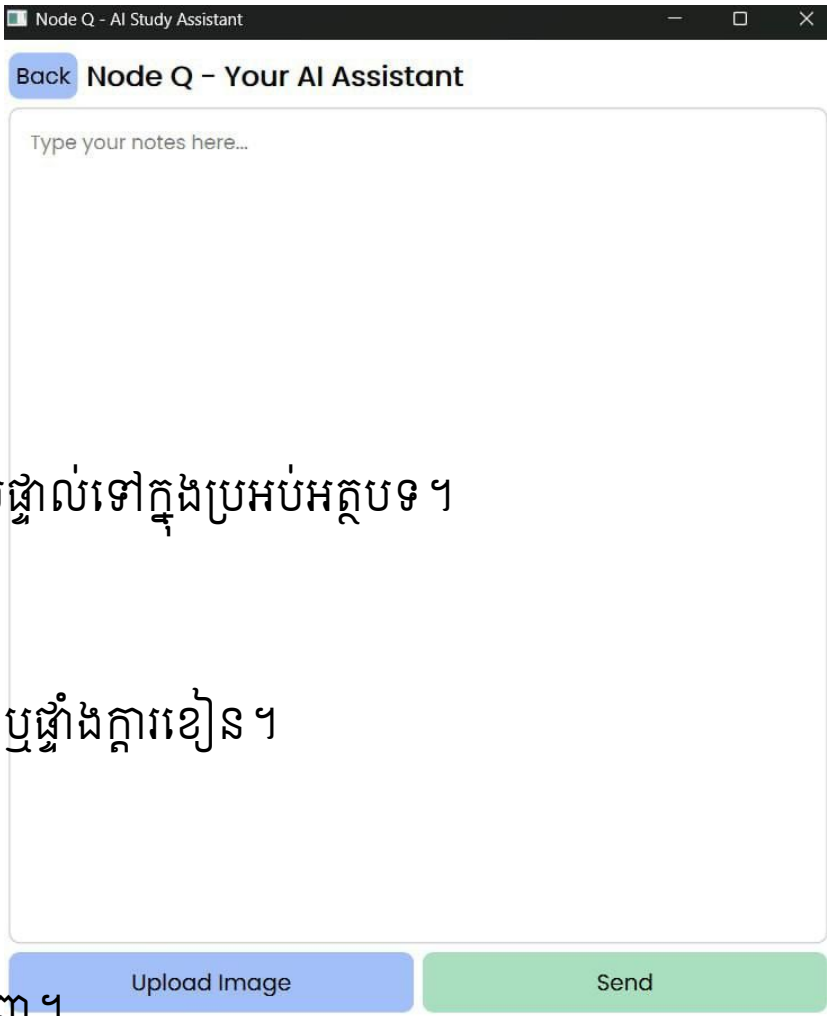 Node Q - AI Study Assistant
Back Node Q - Your AI Assistant
Type your notes here...
ផ្ទាល់ទៅក្នុងប្រអប់អត្ថបទ។
ឬផ្ទាំងក្តារខៀន។
Upload Image Send